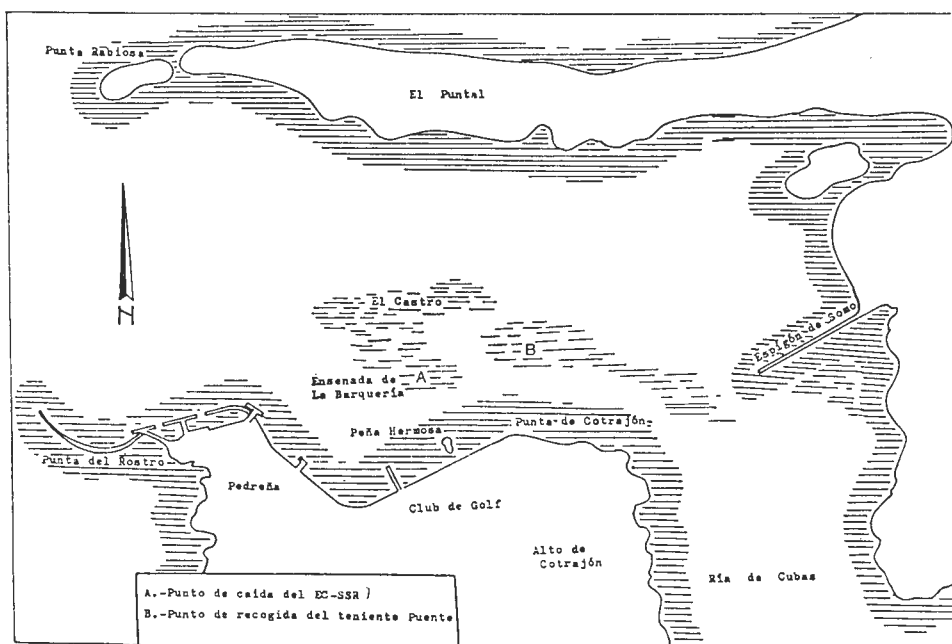 Punta Rabiosa
El Puntal
N
El Castro
B
Espigón de Somo
A
Ensenada de
La Barquería
Peña Hermosa
Punta de Cotrajón
Punta del Rostro
Pedreña
Club de Golf
Alto de
Cotrajón
Ría de Cubas
A.-Punto de caída del EC-SSR)
B.-Punto de recogida del teniente Puente